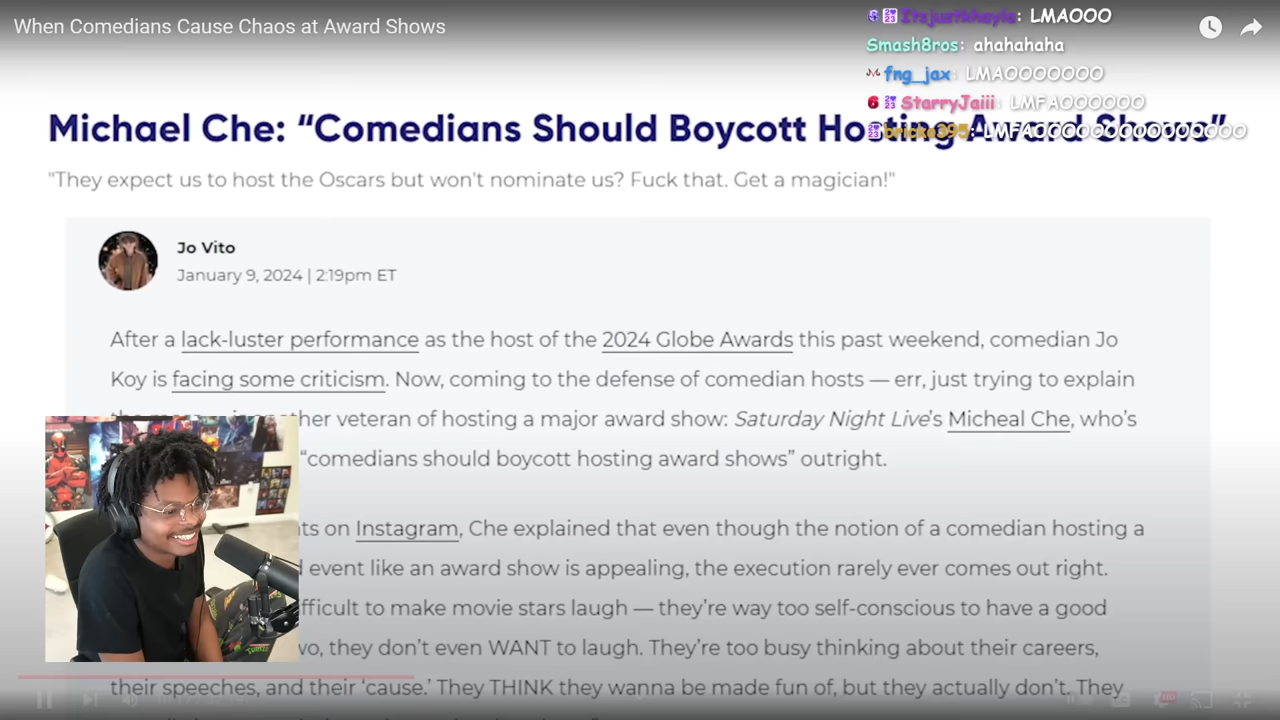 When Comedians Cause Chaos at Award Shows
Itsjustkhayla: LMAOOO
Smash8ros: ahahahaha
fng_jax: LMAOOOOOOO
StarryJaiii: LMFAOOOOOO
Michael Che: “Comedians Should Boycott Hosting Award Shows”
"They expect us to host the Oscars but won't nominate us? Fuck that. Get a magician!"
Jo Vito
January 9, 2024 | 2:19pm ET
After a lack-luster performance as the host of the 2024 Globe Awards this past weekend, comedian Jo
Koy is facing some criticism. Now, coming to the defense of comedian hosts — err, just trying to explain
veteran of hosting a major award show: Saturday Night Live’s Micheal Che, who’s
“comedians should boycott hosting award shows” outright.
on Instagram, Che explained that even though the notion of a comedian hosting a
event like an award show is appealing, the execution rarely ever comes out right.
to make movie stars laugh — they’re way too self-conscious to have a good
they don’t even WANT to laugh. They’re too busy thinking about their careers,
their speeches, and their ‘cause.’ They THINK they wanna be made fun of, but they actually don’t. They